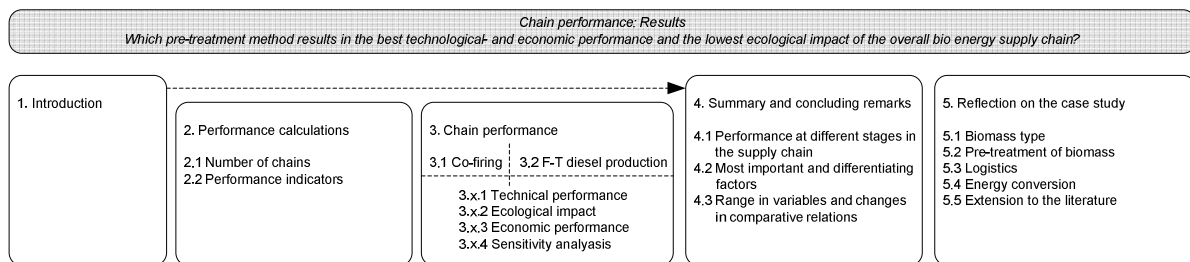 Chain performance: Results
Which pre-treatment method results in the best technological- and economic performance and the lowest ecological impact of the overall bio energy supply chain?
1. Introduction
2. Performance calculations
2.1 Number of chains
2.2 Performance indicators
3. Chain performance
3.1 Co-firing
3.2 F-T diesel production
3.x.1 Technical performance
3.x.2 Ecological impact
3.x.3 Economic performance
3.x.4 Sensitivity analyasis
4. Summary and concluding remarks
4.1 Performance at different stages in
the supply chain
4.2 Most important and differentiating
factors
4.3 Range in variables and changes
in comparative relations
5. Reflection on the case study
5.1 Biomass type
5.2 Pre-treatment of biomass
5.3 Logistics
5.4 Energy conversion
5.5 Extension to the literature